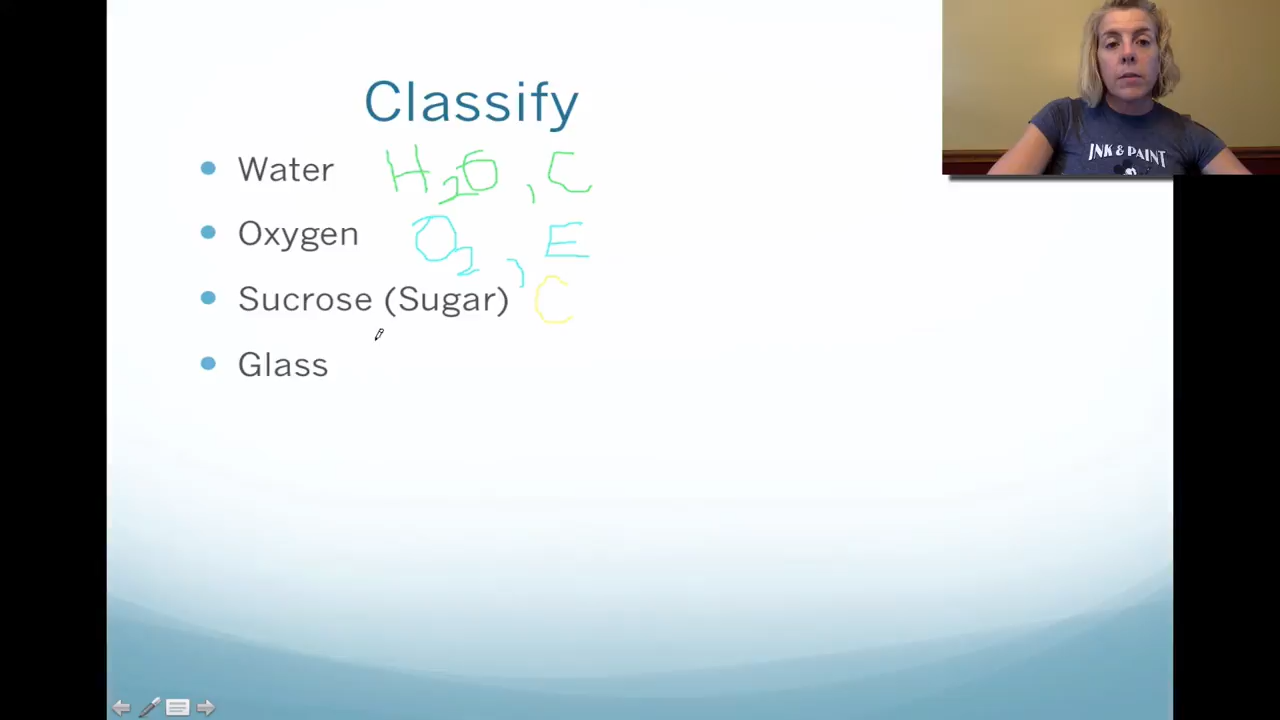 Classify
• Water H₂O, C
• Oxygen O₂, E
• Sucrose (Sugar) C
• Glass
INK & PAINT